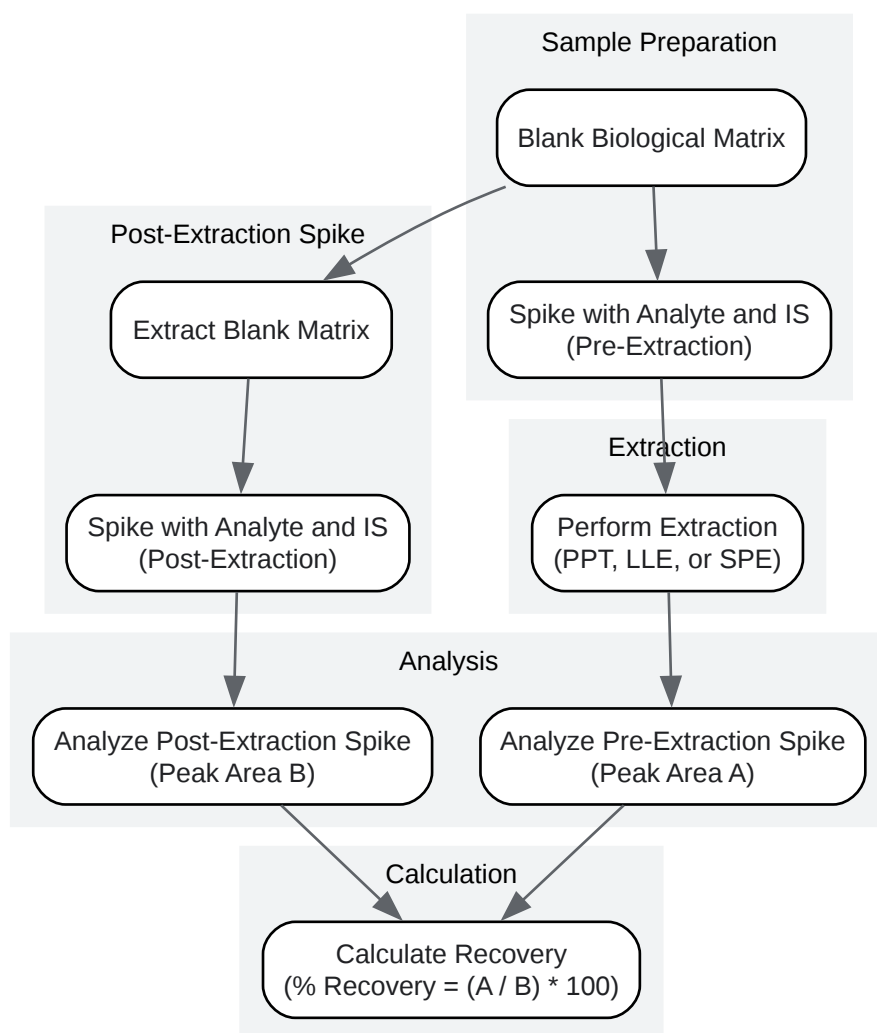 Sample Preparation
Blank Biological Matrix
Post-Extraction Spike
Extract Blank Matrix
Spike with Analyte and IS
(Pre-Extraction)
Extraction
Spike with Analyte and IS
(Post-Extraction)
Perform Extraction
(PPT, LLE, or SPE)
Analysis
Analyze Post-Extraction Spike
(Peak Area B)
Analyze Pre-Extraction Spike
(Peak Area A)
Calculation
Calculate Recovery
(% Recovery = (A / B) * 100)